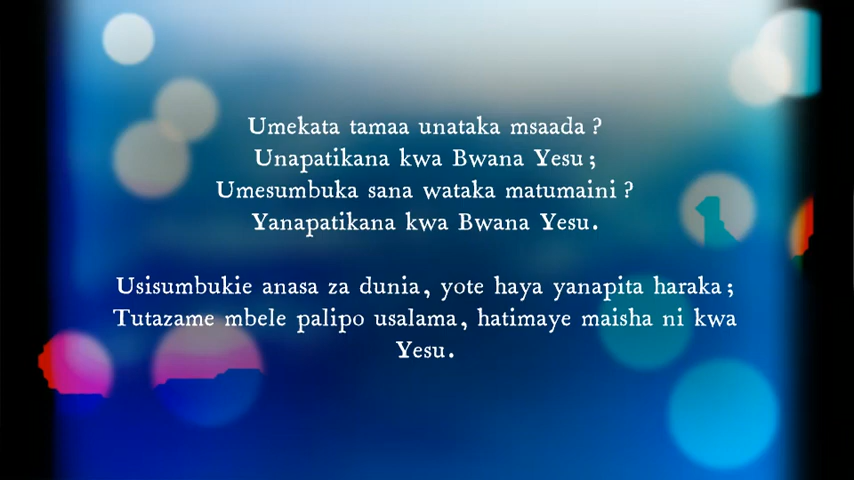 Umekata tamaa unataka msaada ?
Unapatikana kwa Bwana Yesu ;
Umesumbuka sana wataka matumaini ?
Yanapatikana kwa Bwana Yesu.
Usisumbukie anasa za dunia, yote haya yanapita haraka ;
Tutazame mbele palipo usalama, hatimaye maisha ni kwa
Yesu.